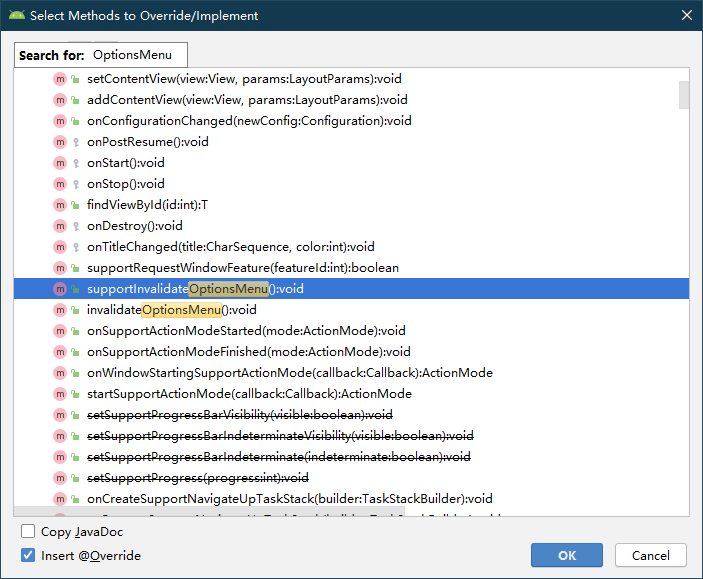 Select Methods to Override/Implement
Search for: OptionsMenu
m setContentView(view:View, params:LayoutParams):void
m addContentView(view:View, params:LayoutParams):void
m onConfigurationChanged(newConfig:Configuration):void
m onPostResume():void
m onStart():void
m onStop():void
m findViewById(id:int):T
m onDestroy():void
m onTitleChanged(title:CharSequence, color:int):void
m supportRequestWindowFeature(featureId:int):boolean
m supportInvalidateOptionsMenu():void
m invalidateOptionsMenu():void
m onSupportActionModeStarted(mode:ActionMode):void
m onSupportActionModeFinished(mode:ActionMode):void
m onWindowStartingSupportActionMode(callback:Callback):ActionMode
m startSupportActionMode(callback:Callback):ActionMode
m setSupportProgressBarVisibility(visible:boolean):void
m setSupportProgressBarIndeterminateVisibility(visible:boolean):void
m setSupportProgressBarIndeterminate(indeterminate:boolean):void
m setSupportProgress(progress:int):void
m onCreateSupportNavigateUpTaskStack(builder:TaskStackBuilder):void
Copy JavaDoc
Insert @Override
OK Cancel